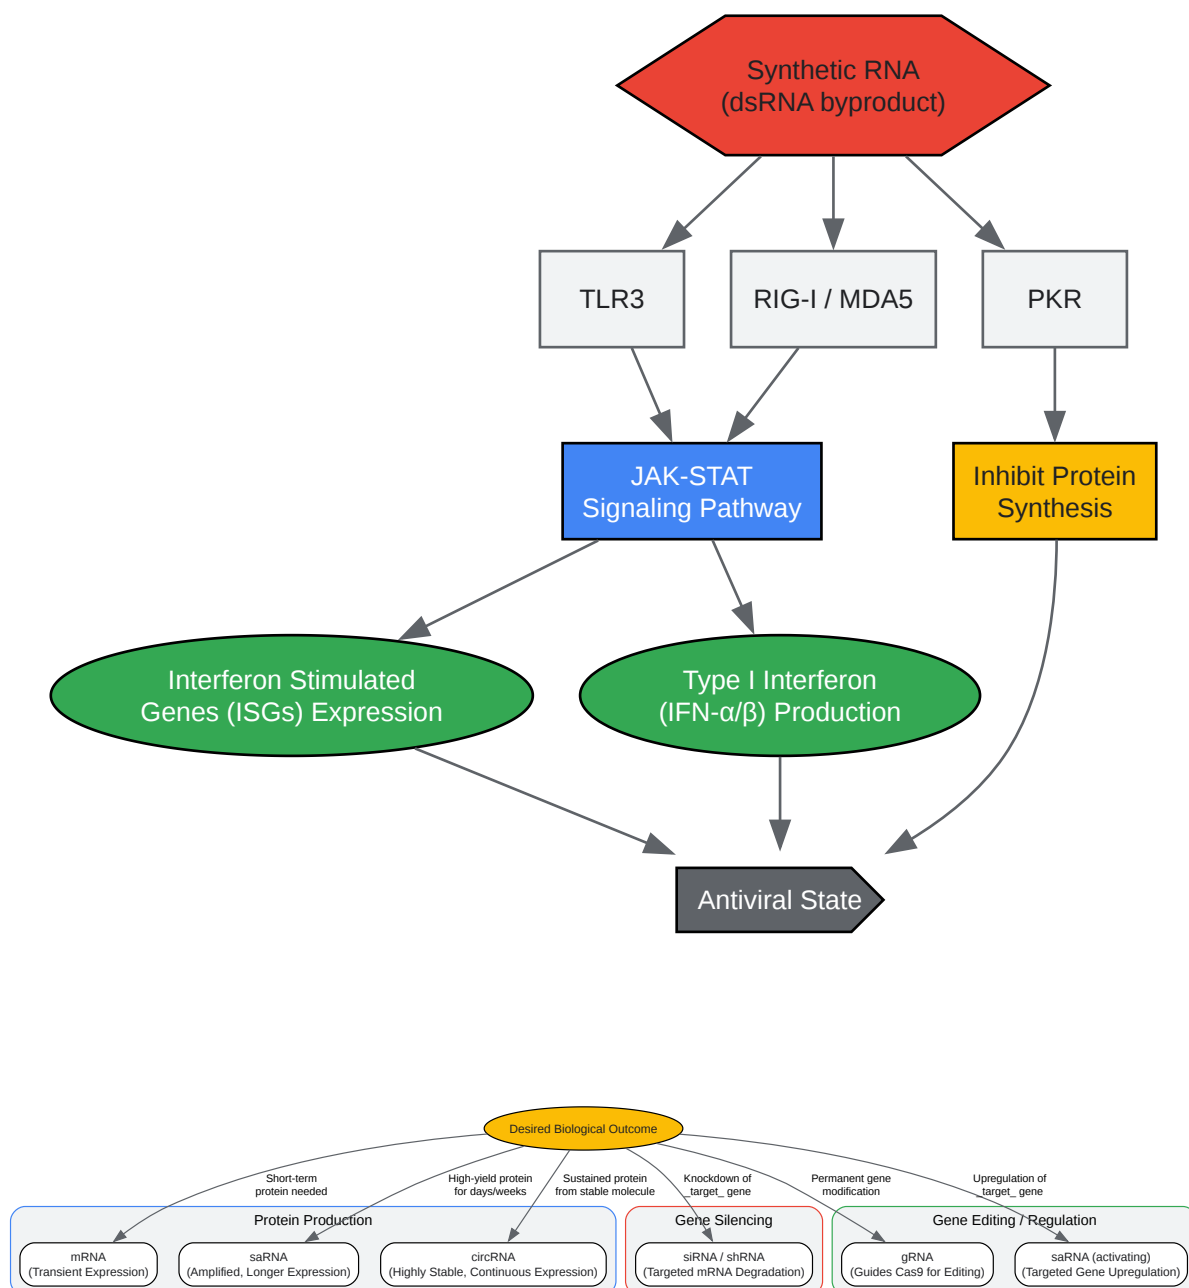 Synthetic RNA
(dsRNA byproduct)
TLR3
RIG-I / MDA5
PKR
JAK-STAT
Signaling Pathway
Inhibit Protein
Synthesis
Interferon Stimulated
Genes (ISGs) Expression
Type I Interferon
(IFN-α/β) Production
Antiviral State
Desired Biological Outcome
Short-term
protein needed
High-yield protein
for days/weeks
Sustained protein
from stable molecule
Knockdown of
_target_ gene
Permanent gene
modification
Upregulation of
_target_ gene
Protein Production
Gene Silencing
Gene Editing / Regulation
mRNA
(Transient Expression)
saRNA
(Amplified, Longer Expression)
circRNA
(Highly Stable, Continuous Expression)
siRNA / shRNA
(Targeted mRNA Degradation)
gRNA
(Guides Cas9 for Editing)
saRNA (activating)
(Targeted Gene Upregulation)